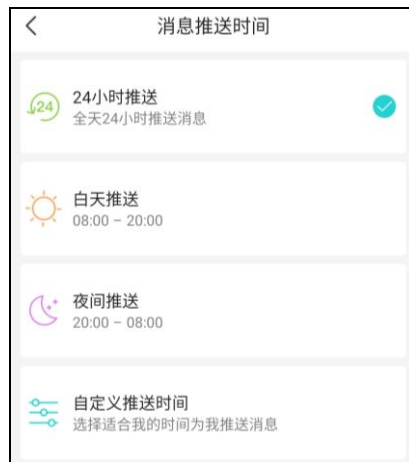 消息推送时间
24
24小时推送
全天24小时推送消息
白天推送
08:00 – 20:00
夜间推送
20:00 – 08:00
自定义推送时间
选择适合我的时间为我推送消息